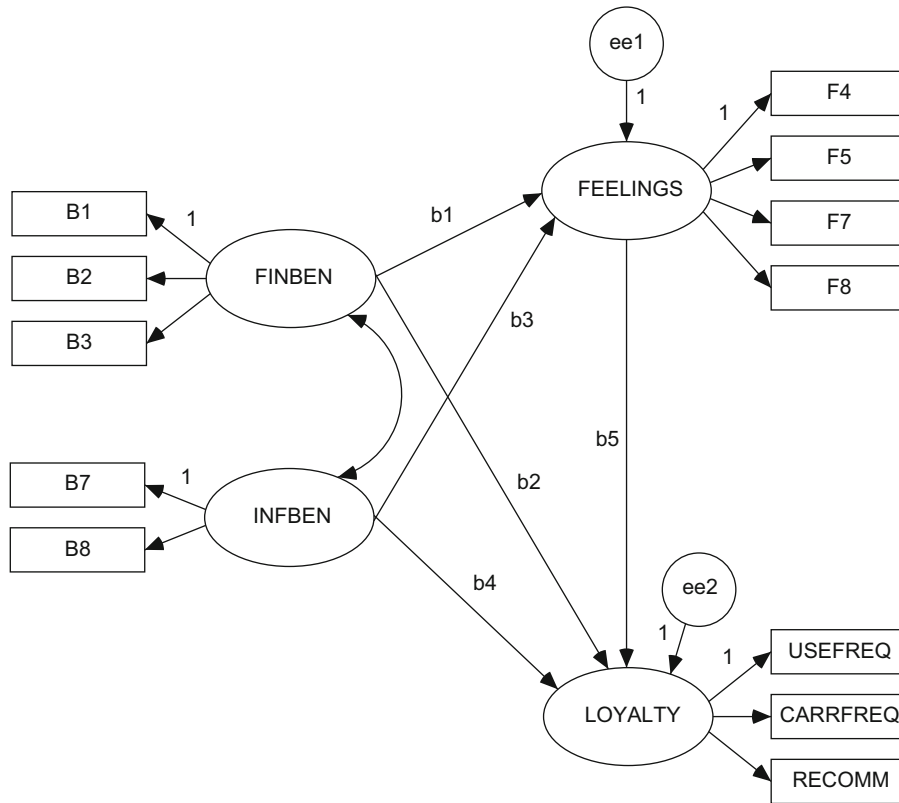 ee1
1
1
F4
F5
F7
F8
FEELINGS
B1
B2
B3
1
FINBEN
b1
b3
b5
b2
B7
B8
1
INFBEN
b4
ee2
1
1
LOYALTY
USEFREQ
CARRFREQ
RECOMM